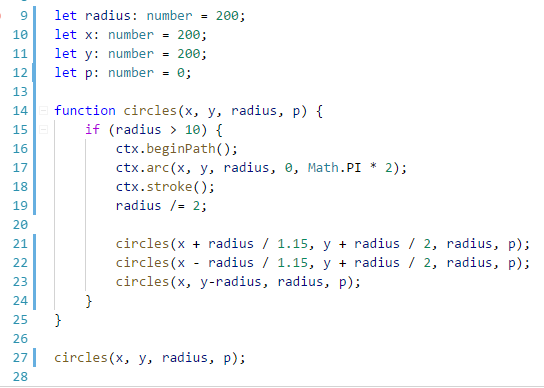 9 let radius: number = 200;
10 let x: number = 200;
11 let y: number = 200;
12 let p: number = 0;
13
14 function circles(x, y, radius, p) {
15 if (radius > 10) {
16 ctx.beginPath();
17 ctx.arc(x, y, radius, 0, Math.PI * 2);
18 ctx.stroke();
19 radius /= 2;
20
21 circles(x + radius / 1.15, y + radius / 2, radius, p);
22 circles(x - radius / 1.15, y + radius / 2, radius, p);
23 circles(x, y-radius, radius, p);
24 }
25 }
26
27 circles(x, y, radius, p);
28